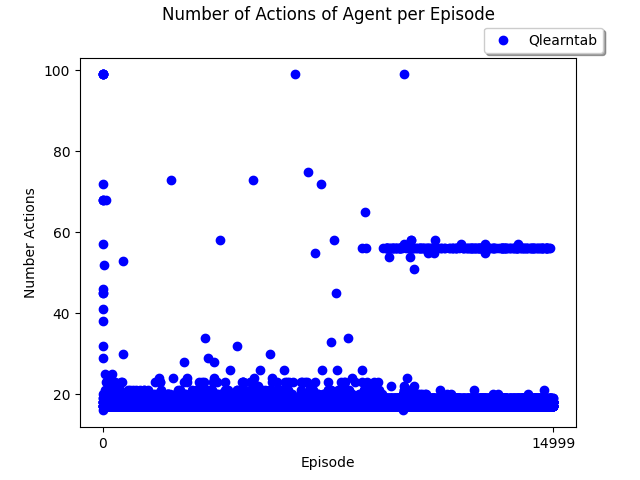 Number of Actions of Agent per Episode
Qlearntab
100
80
60
40
20
Number Actions
0
14999
Episode